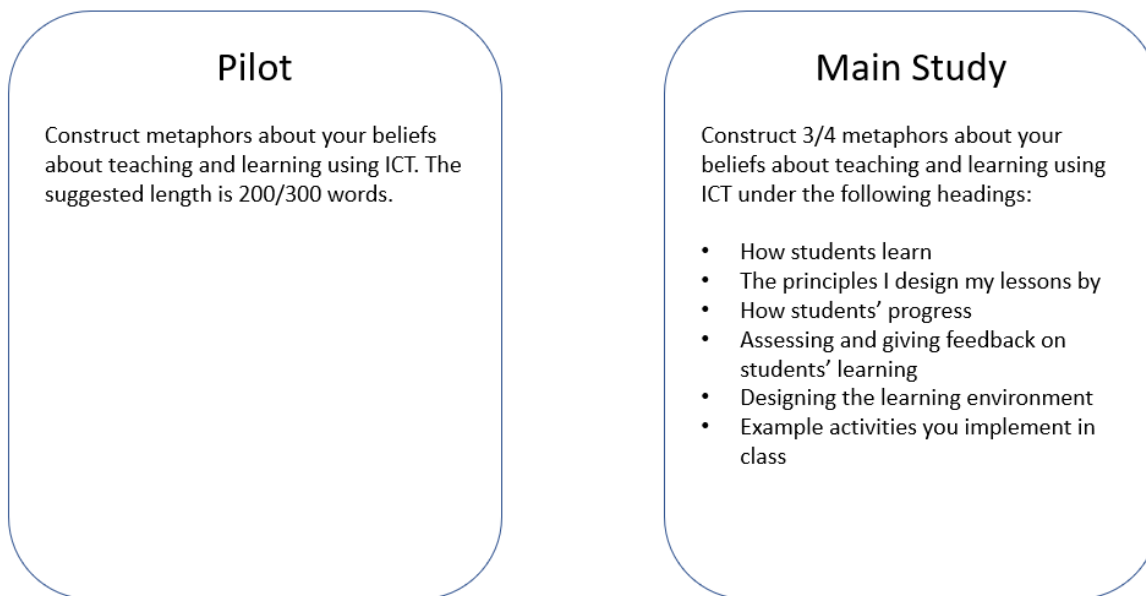 Pilot
Construct metaphors about your beliefs
about teaching and learning using ICT. The
suggested length is 200/300 words.
Main Study
Construct 3/4 metaphors about your
beliefs about teaching and learning using
ICT under the following headings:
• How students learn
• The principles I design my lessons by
• How students’ progress
• Assessing and giving feedback on
students’ learning
• Designing the learning environment
• Example activities you implement in
class